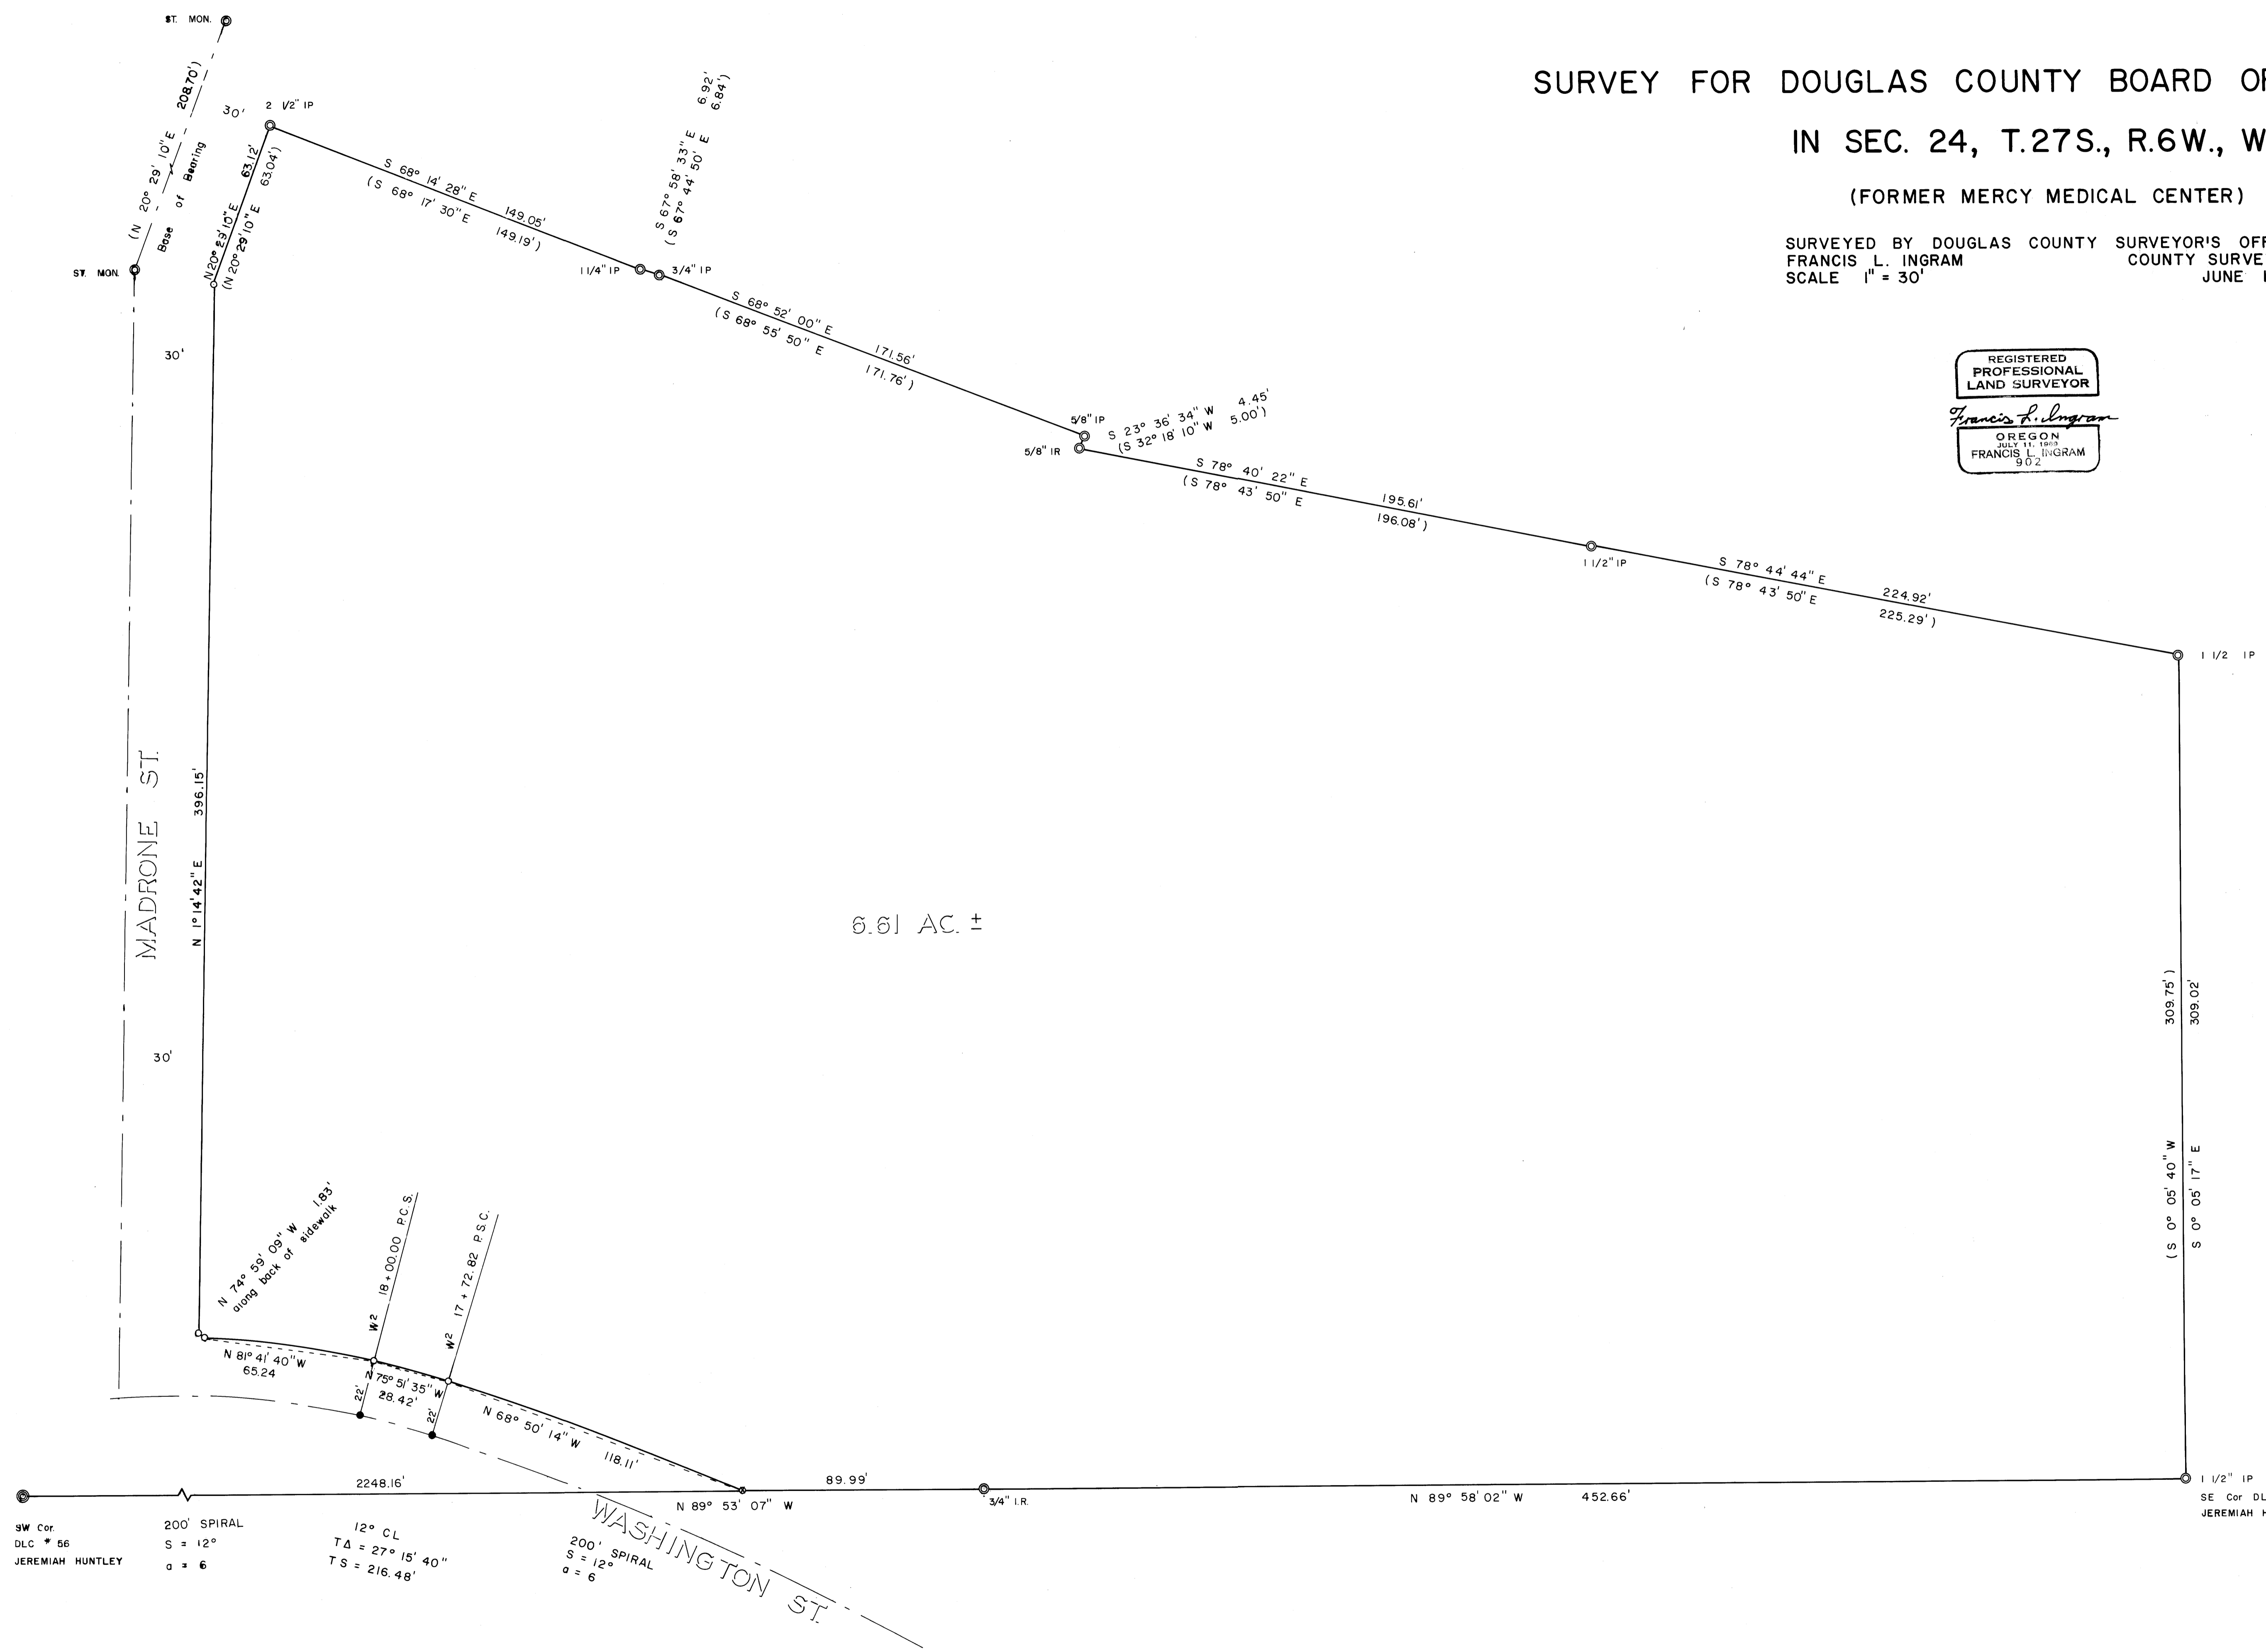 ST. MON.
SURVEY FOR DOUGLAS COUNTY BOARD OF
IN SEC. 24, T.27S., R.6W., W
(FORMER MERCY MEDICAL CENTER)
SURVEYED BY DOUGLAS COUNTY SURVEYOR'S OFF
FRANCIS L. INGRAM COUNTY SURVE
SCALE 1" = 30' JUNE 1
REGISTERED
PROFESSIONAL
LAND SURVEYOR
Francis L. Ingram
OREGON
JULY 11, 1969
FRANCIS L. INGRAM
902
(N 20° 29' 10" E 208.70')
Base of Bearing
30'
2 1/2" IP
N 20° 29' 10" E 63.12'
(N 20° 29' 10" E 63.04')
ST. MON.
30'
S 68° 14' 28" E 149.05'
(S 68° 17' 30" E 149.19')
S 67° 58' 33" E 6.92'
(S 67° 44' 50" E 6.84')
1 1/4" IP
3/4" IP
S 68° 52' 00" E 171.56'
(S 68° 55' 50" E 171.76')
5/8" IP
5/8" IR
S 23° 36' 34" W 4.45'
(S 32° 18' 10" W 5.00')
S 78° 40' 22" E 195.61'
(S 78° 43' 50" E 196.08')
1 1/2" IP
S 78° 44' 44" E 224.92'
(S 78° 43' 50" E 225.29')
1 1/2 IP
MADRONE ST.
N 1° 14' 42" E 396.15'
30'
6.61 AC. ±
(S 0° 05' 40" W 309.75')
S 0° 05' 17" E 309.02'
N 74° 59' 09" W 1.83'
along back of sidewalk
W2 18+00.00 P.C.S.
W2 17+72.82 P.S.C.
N 81° 41' 40" W
65.24
N 75° 51' 35" W
28.42'
22'
22'
N 68° 50' 14" W 118.11'
2248.16'
89.99'
N 89° 53' 07" W
3/4" I.R.
N 89° 58' 02" W 452.66'
1 1/2" IP
SE Cor DL
JEREMIAH H
SW Cor.
DLC # 56
JEREMIAH HUNTLEY
200' SPIRAL
S = 12°
a = 6
12° CL
TΔ = 27° 15' 40"
TS = 216.48'
200' SPIRAL
S = 12°
a = 6
WASHINGTON ST.